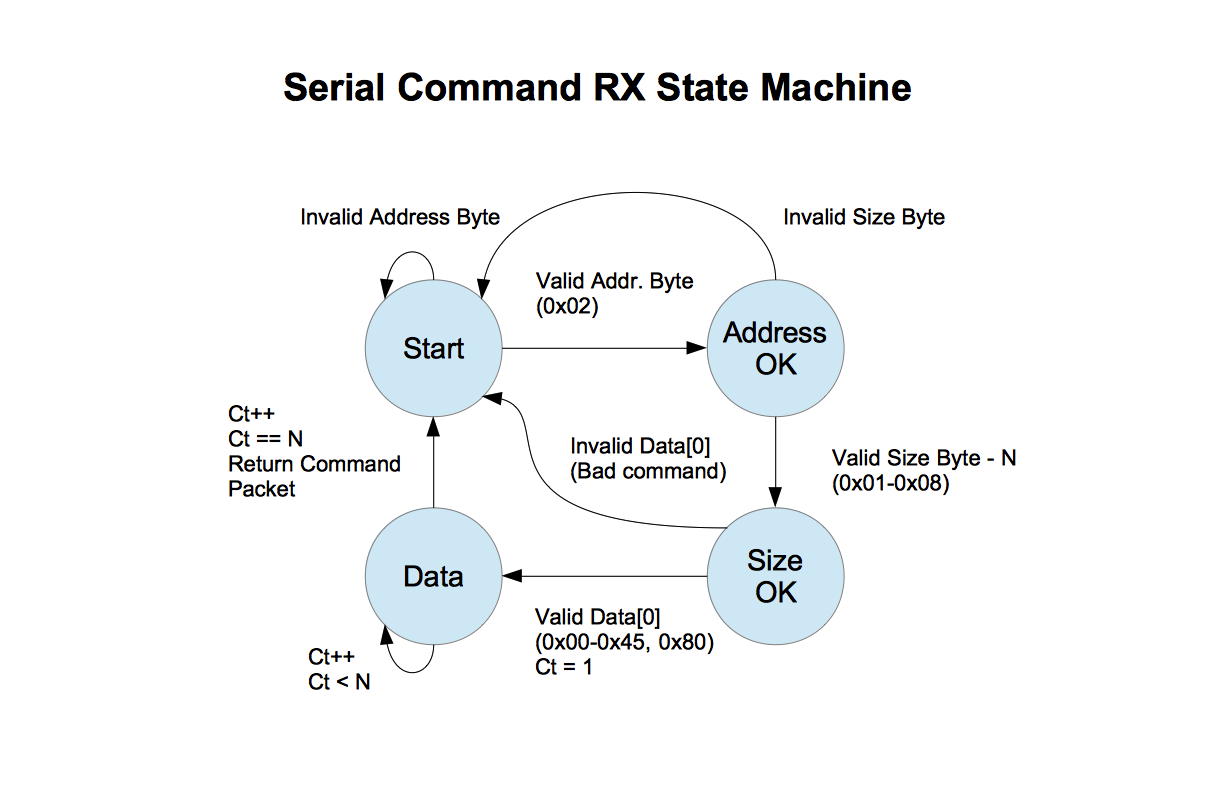 Serial Command RX State Machine
Invalid Address Byte
Invalid Size Byte
Valid Addr. Byte
(0x02)
Start
Address
OK
Ct++
Ct == N
Return Command
Packet
Invalid Data[0]
(Bad command)
Valid Size Byte - N
(0x01-0x08)
Data
Size
OK
Valid Data[0]
(0x00-0x45, 0x80)
Ct = 1
Ct++
Ct < N